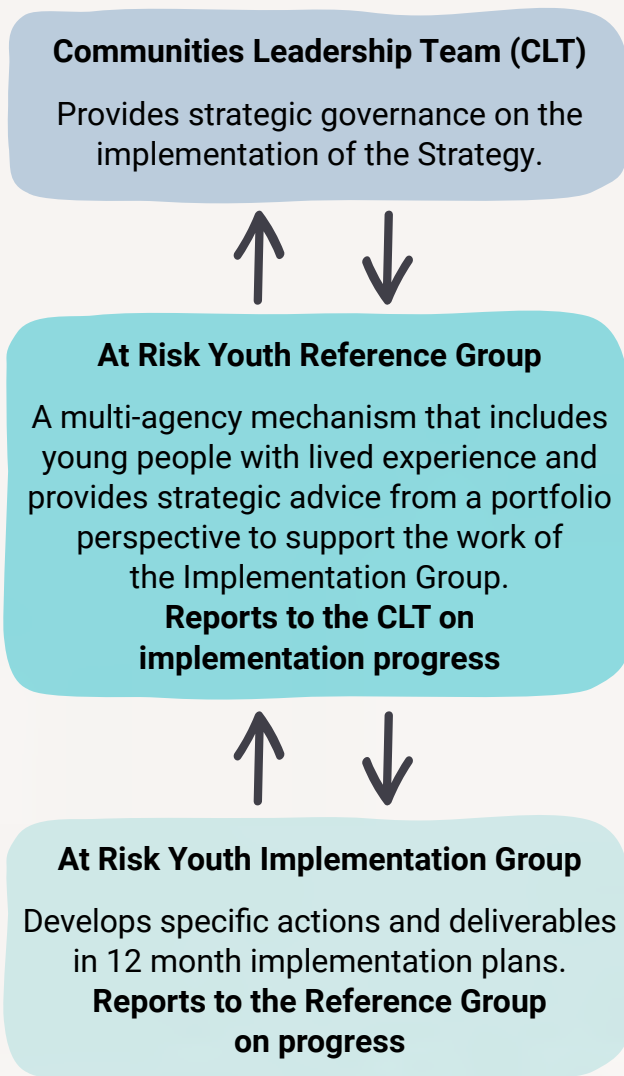 Communities Leadership Team (CLT)
Provides strategic governance on the
implementation of the Strategy.
At Risk Youth Reference Group
A multi-agency mechanism that includes
young people with lived experience and
provides strategic advice from a portfolio
perspective to support the work of
the Implementation Group.
Reports to the CLT on
implementation progress
At Risk Youth Implementation Group
Develops specific actions and deliverables
in 12 month implementation plans.
Reports to the Reference Group
on progress